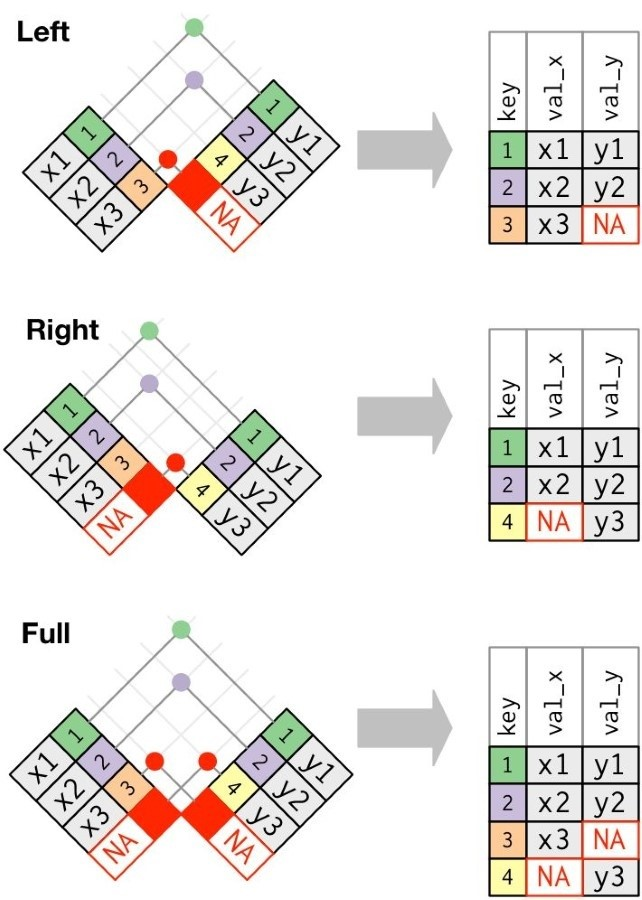 Left
1 2 3
x1 x2 x3
1 2 4
y1 y2 y3
NA
key val_x val_y
1 x1 y1
2 x2 y2
3 x3 NA
Right
1 2 3
x1 x2 x3
NA
1 2 4
y1 y2 y3
key val_x val_y
1 x1 y1
2 x2 y2
4 NA y3
Full
1 2 3
x1 x2 x3
NA
1 2 4
y1 y2 y3
NA
key val_x val_y
1 x1 y1
2 x2 y2
3 x3 NA
4 NA y3